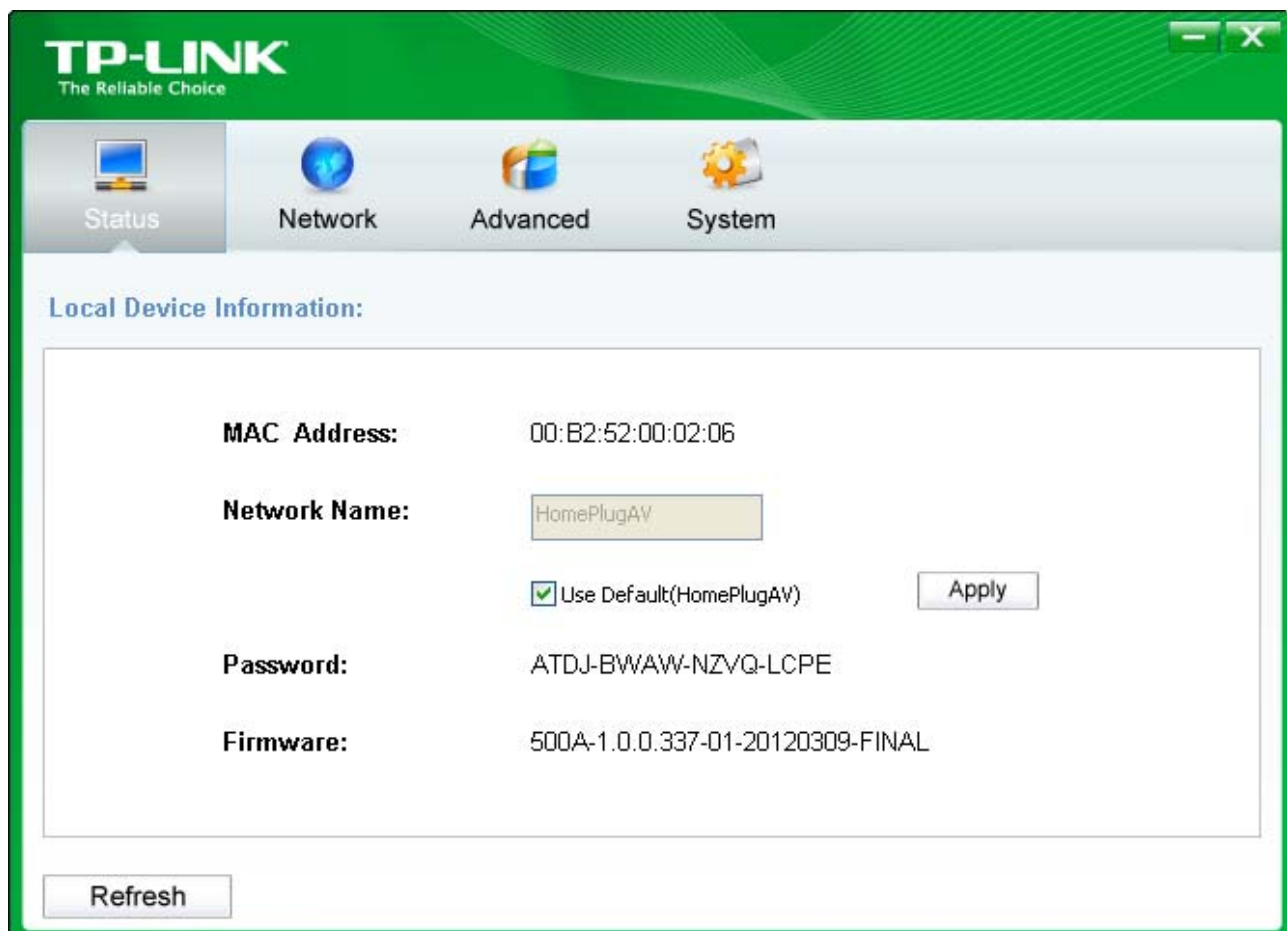 TP-LINK
The Reliable Choice
Status
Network
Advanced
System
Local Device Information:
MAC Address: 00:B2:52:00:02:06
Network Name: HomePlugAV
Use Default(HomePlugAV)
Apply
Password: ATDJ-BWAW-NZVQ-LCPE
Firmware: 500A-1.0.0.337-01-20120309-FINAL
Refresh